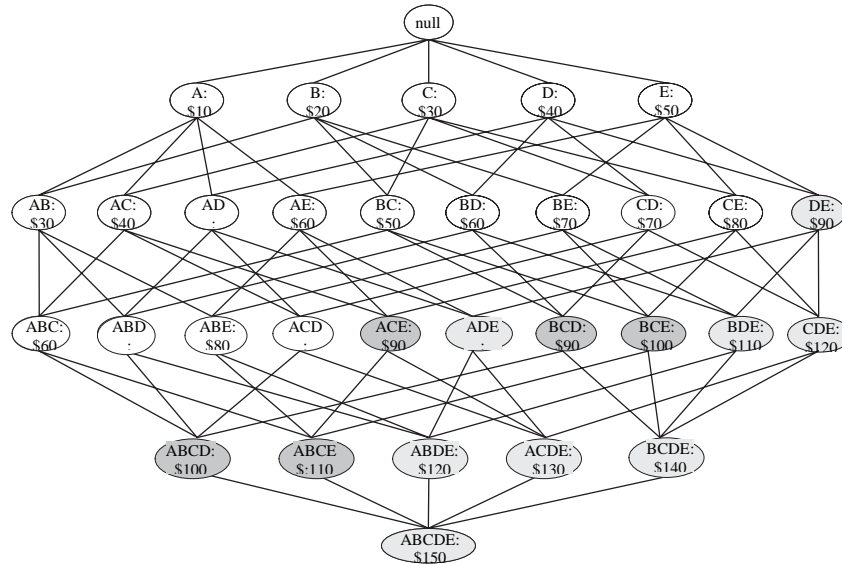 null
A:
$10
B:
$20
C:
$30
D:
$40
E:
$50
AB:
$30
AC:
$40
AD
:
AE:
$60
BC:
$50
BD:
$60
BE:
$70
CD:
$70
CE:
$80
DE:
$90
ABC:
$60
ABD
:
ABE:
$80
ACD
:
ACE:
$90
ADE
:
BCD:
$90
BCE:
$100
BDE:
$110
CDE:
$120
ABCD:
$100
ABCE
$:110
ABDE:
$120
ACDE:
$130
BCDE:
$140
ABCDE:
$150